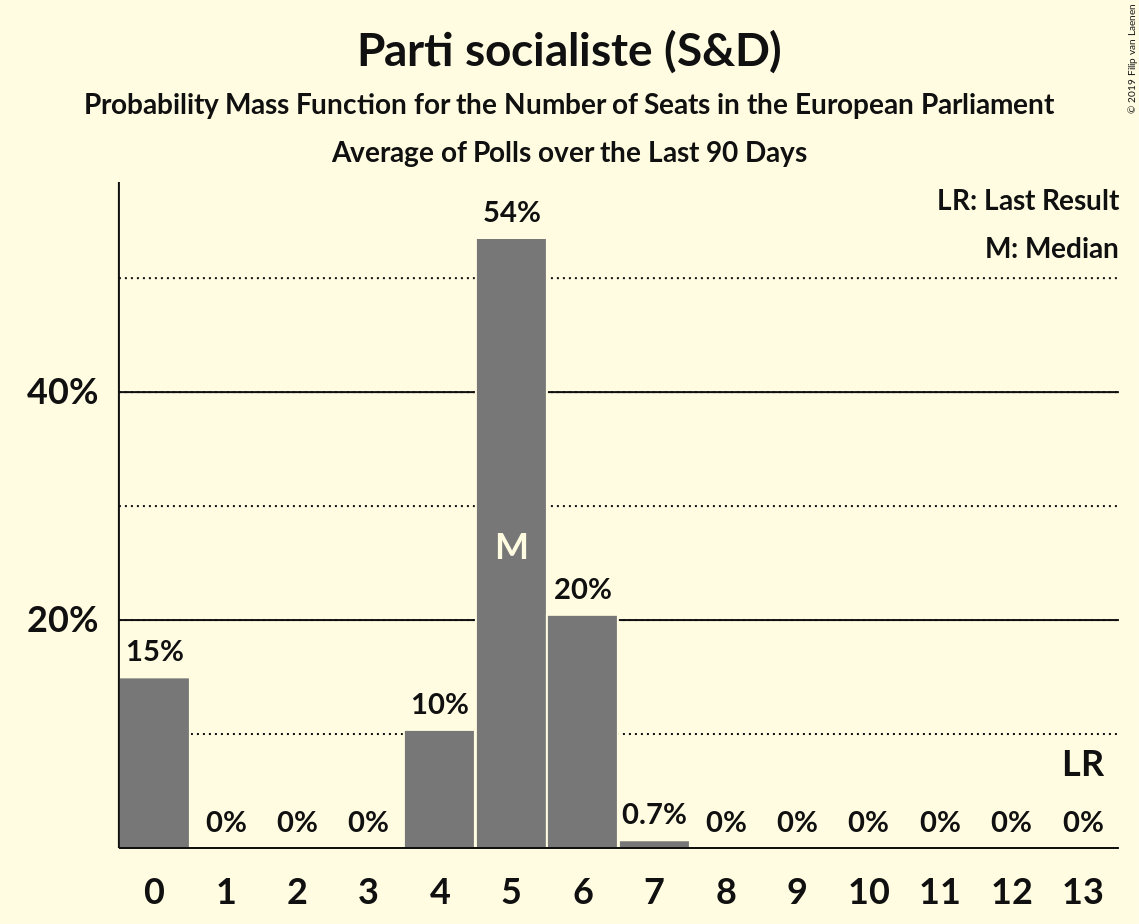 Parti socialiste (S&D)
Probability Mass Function for the Number of Seats in the European Parliament
Average of Polls over the Last 90 Days
© 2019 Filip van Laenen
LR: Last Result
M: Median
54%
40%
M
20%
20%
15%
10%
LR
0% 0% 0% 0.7% 0% 0% 0% 0% 0% 0%
0 1 2 3 4 5 6 7 8 9 10 11 12 13